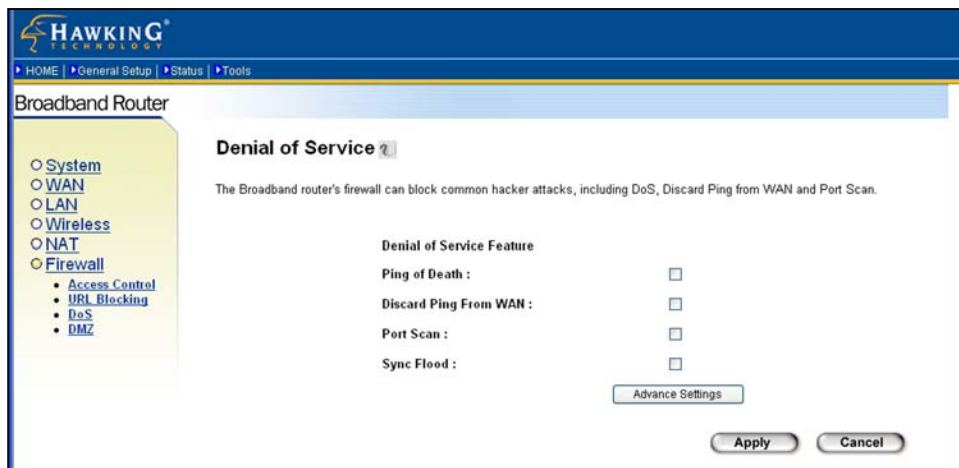 HAWKING®
TECHNOLOGY
HOME | General Setup | Status | Tools
Broadband Router
System
WAN
LAN
Wireless
NAT
Firewall
Access Control
URL Blocking
DoS
DMZ
Denial of Service
The Broadband router's firewall can block common hacker attacks, including DoS, Discard Ping from WAN and Port Scan.
Denial of Service Feature
Ping of Death :
Discard Ping From WAN :
Port Scan :
Sync Flood :
Advance Settings
Apply
Cancel